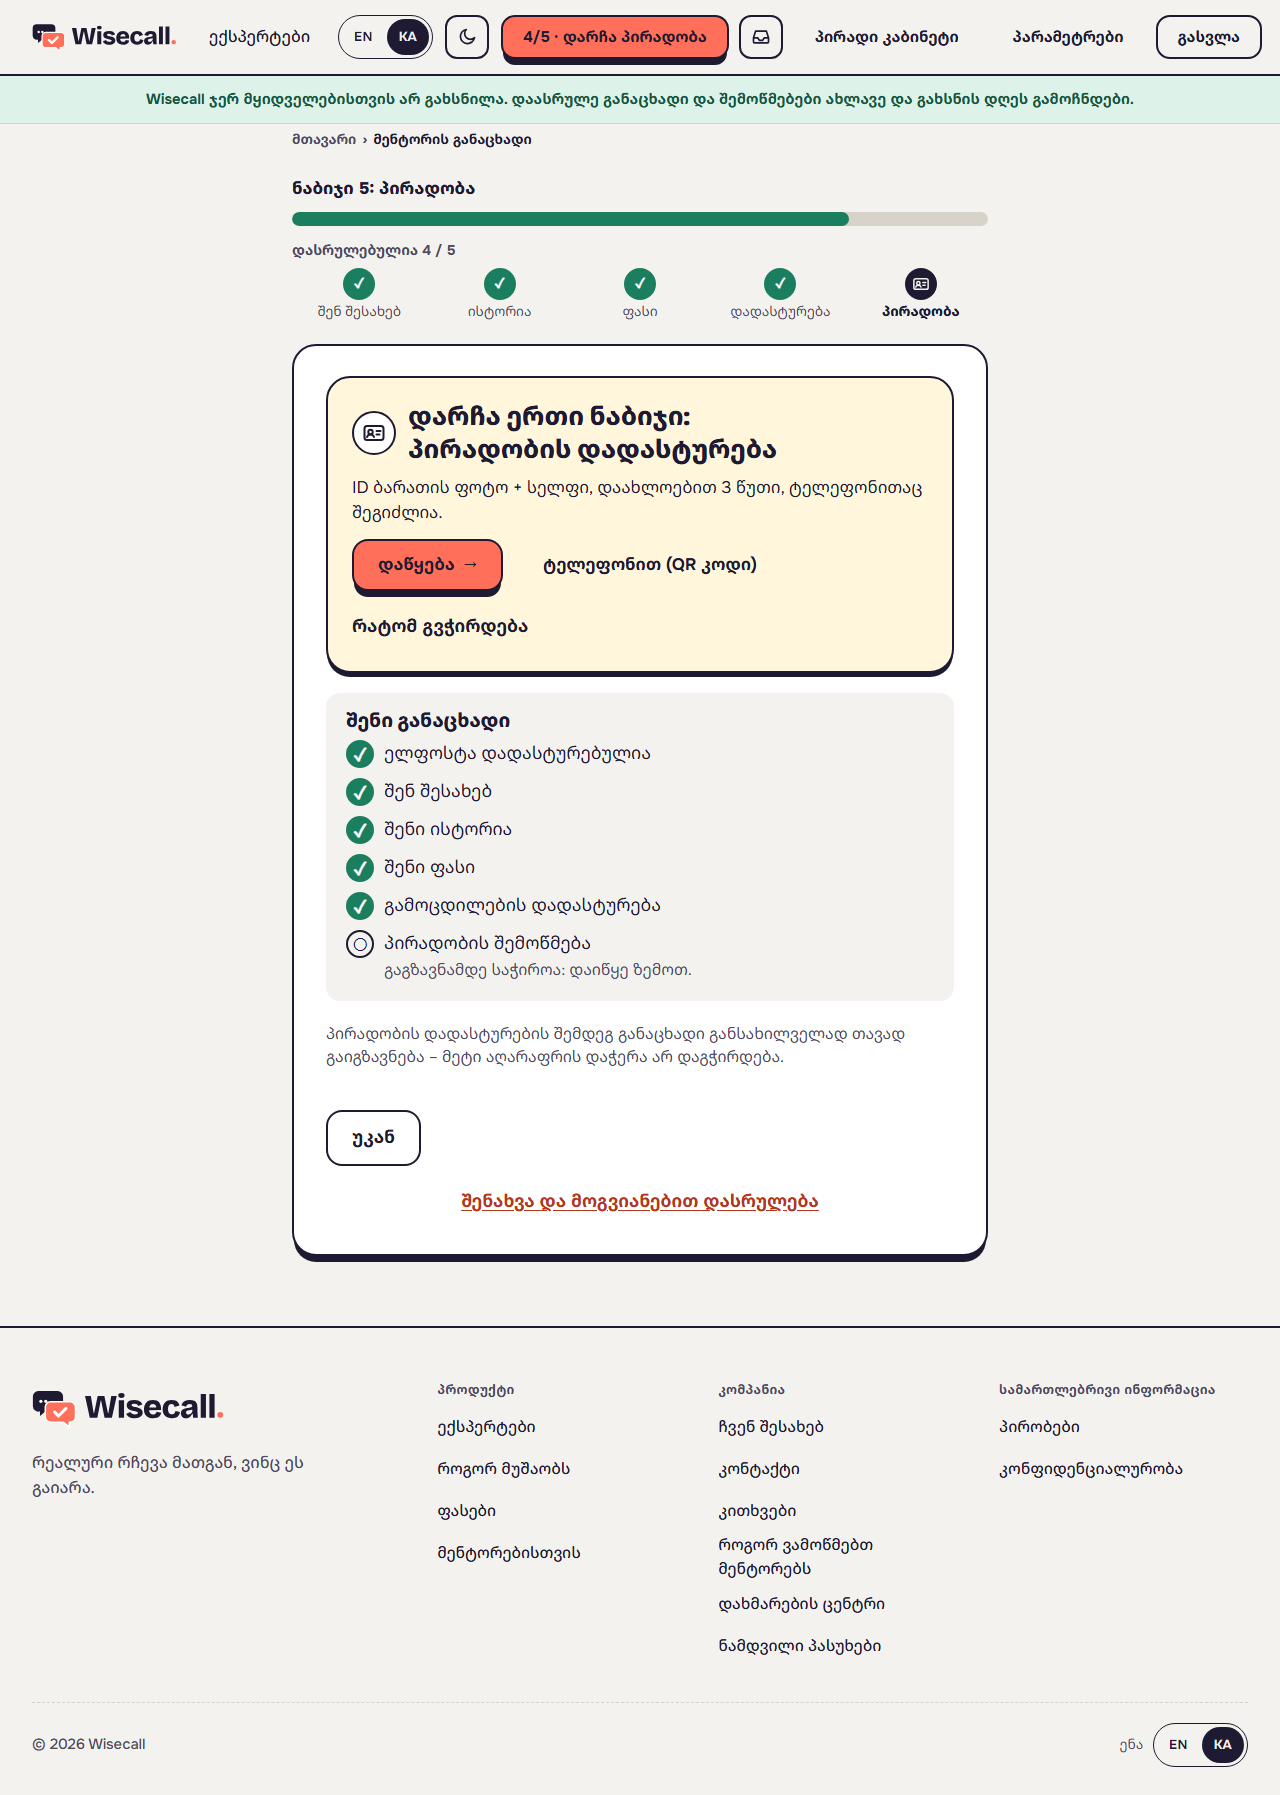 Wisecall.
ექსპერტები
EN KA
4/5 · დარჩა პირადობა
პირადი კაბინეტი
პარამეტრები
გასვლა
Wisecall ჯერ მყიდველებისთვის არ გახსნილა. დაასრულე განაცხადი და შემოწმებები ახლავე და გახსნის დღეს გამოჩნდები.
მთავარი › მენტორის განაცხადი
ნაბიჯი 5: პირადობა
დასრულებულია 4 / 5
შენ შესახებ
ისტორია
ფასი
დადასტურება
პირადობა
დარჩა ერთი ნაბიჯი:
პირადობის დადასტურება
ID ბარათის ფოტო + სელფი, დაახლოებით 3 წუთი, ტელეფონითაც
შეგიძლია.
დაწყება →
ტელეფონით (QR კოდი)
რატომ გვჭირდება
შენი განაცხადი
ელფოსტა დადასტურებულია
შენ შესახებ
შენი ისტორია
შენი ფასი
გამოცდილების დადასტურება
პირადობის შემოწმება
გაგზავნამდე საჭიროა: დაიწყე ზემოთ.
პირადობის დადასტურების შემდეგ განაცხადი განსახილველად თავად
გაიგზავნება – მეტი აღარაფრის დაჭერა არ დაგჭირდება.
უკან
შენახვა და მოგვიანებით დასრულება
Wisecall.
რეალური რჩევა მათგან, ვინც ეს
გაიარა.
პროდუქტი
ექსპერტები
როგორ მუშაობს
ფასები
მენტორებისთვის
კომპანია
ჩვენ შესახებ
კონტაქტი
კითხვები
როგორ ვამოწმებთ
მენტორებს
დახმარების ცენტრი
ნამდვილი პასუხები
სამართლებრივი ინფორმაცია
პირობები
კონფიდენციალურობა
© 2026 Wisecall
ენა EN KA